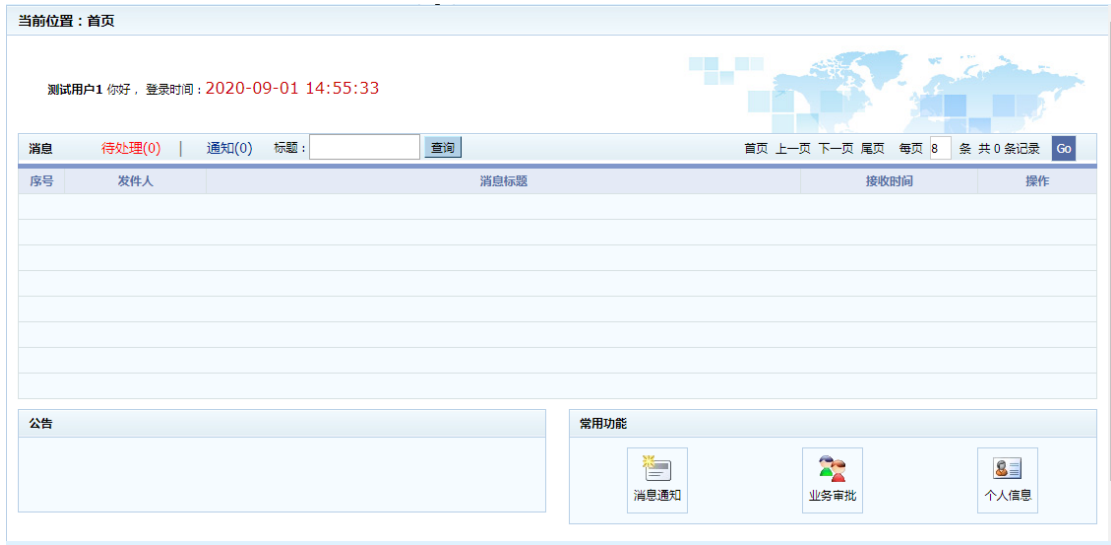 当前位置：首页
测试用户1 你好， 登录时间：2020-09-01 14:55:33
消息 待处理(0) | 通知(0) 标题： 查询 首页 上一页 下一页 尾页 每页 8 条 共 0 条记录 Go
序号 发件人 消息标题 接收时间 操作
公告 常用功能
消息通知 业务审批 个人信息